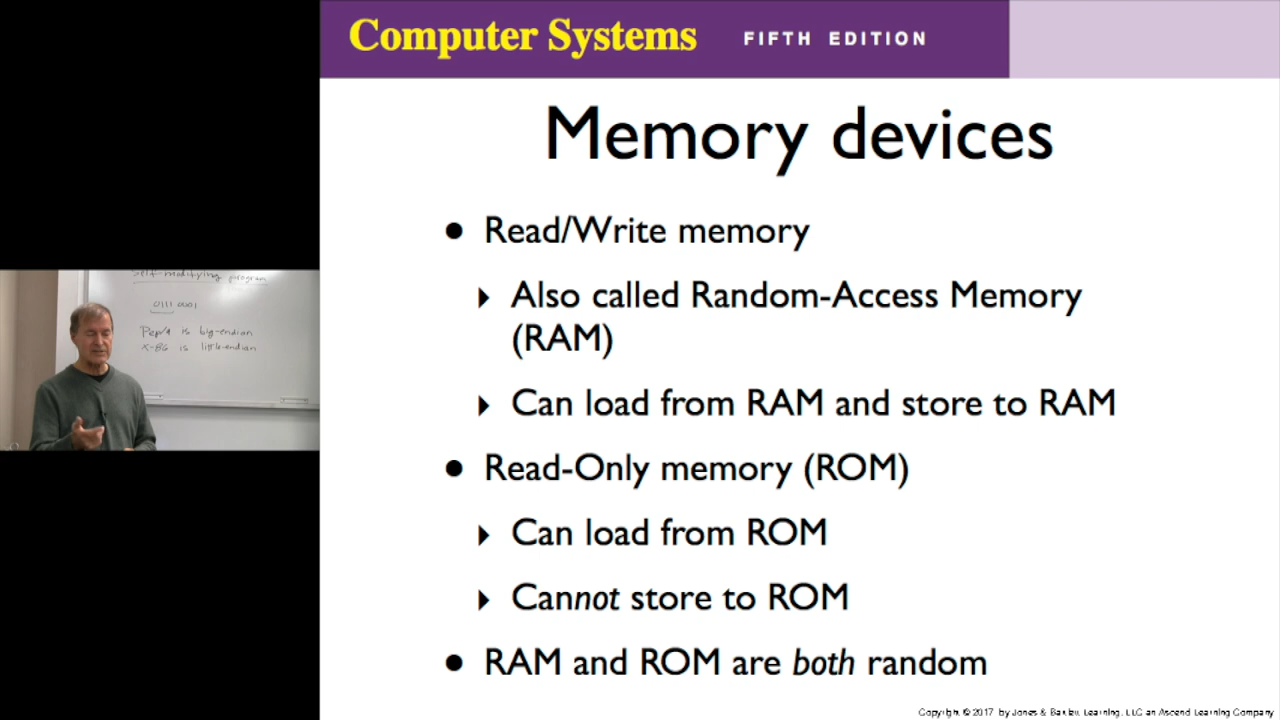 Computer Systems FIFTH EDITION
Memory devices
• Read/Write memory
‣ Also called Random-Access Memory
(RAM)
‣ Can load from RAM and store to RAM
• Read-Only memory (ROM)
‣ Can load from ROM
‣ Cannot store to ROM
• RAM and ROM are both random
Self-modifying program
0111 0001
Pep/9 is big-endian
X-86 is little-endian
Copyright © 2017 by Jones & Bartlett Learning, LLC an Ascend Learning Company